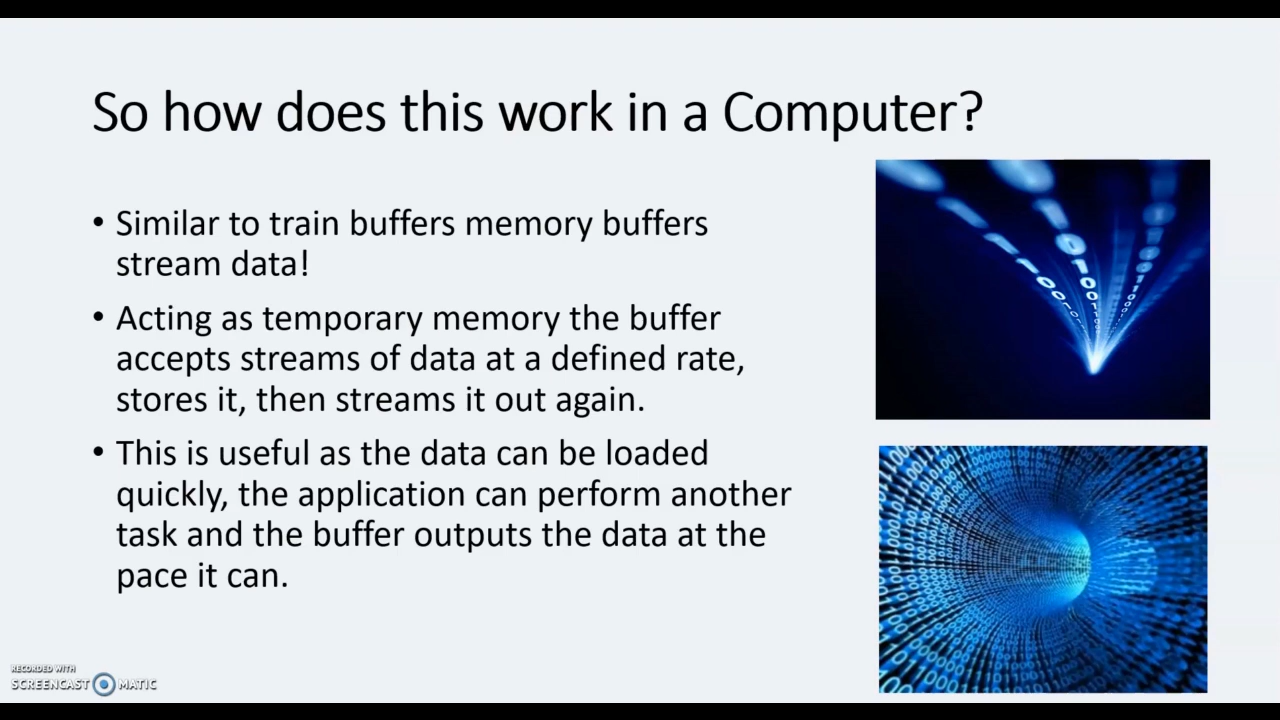 So how does this work in a Computer?
• Similar to train buffers memory buffers
stream data!
• Acting as temporary memory the buffer
accepts streams of data at a defined rate,
stores it, then streams it out again.
• This is useful as the data can be loaded
quickly, the application can perform another
task and the buffer outputs the data at the
pace it can.
RECORDED WITH
SCREENCAST MATIC